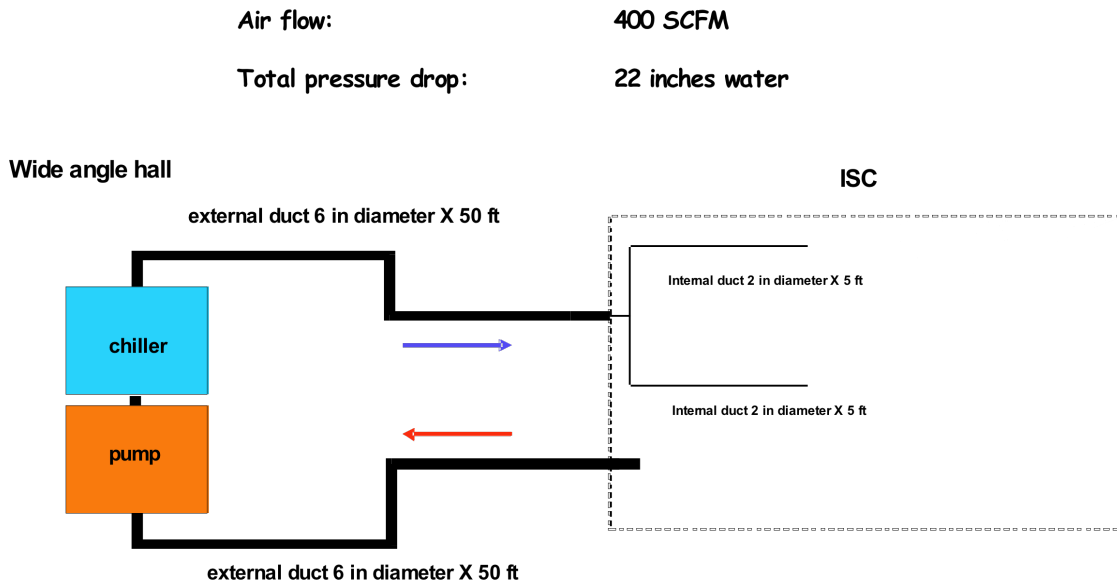 Air flow: 400 SCFM
Total pressure drop: 22 inches water
Wide angle hall
ISC
external duct 6 in diameter X 50 ft
Internal duct 2 in diameter X 5 ft
chiller
Internal duct 2 in diameter X 5 ft
pump
external duct 6 in diameter X 50 ft